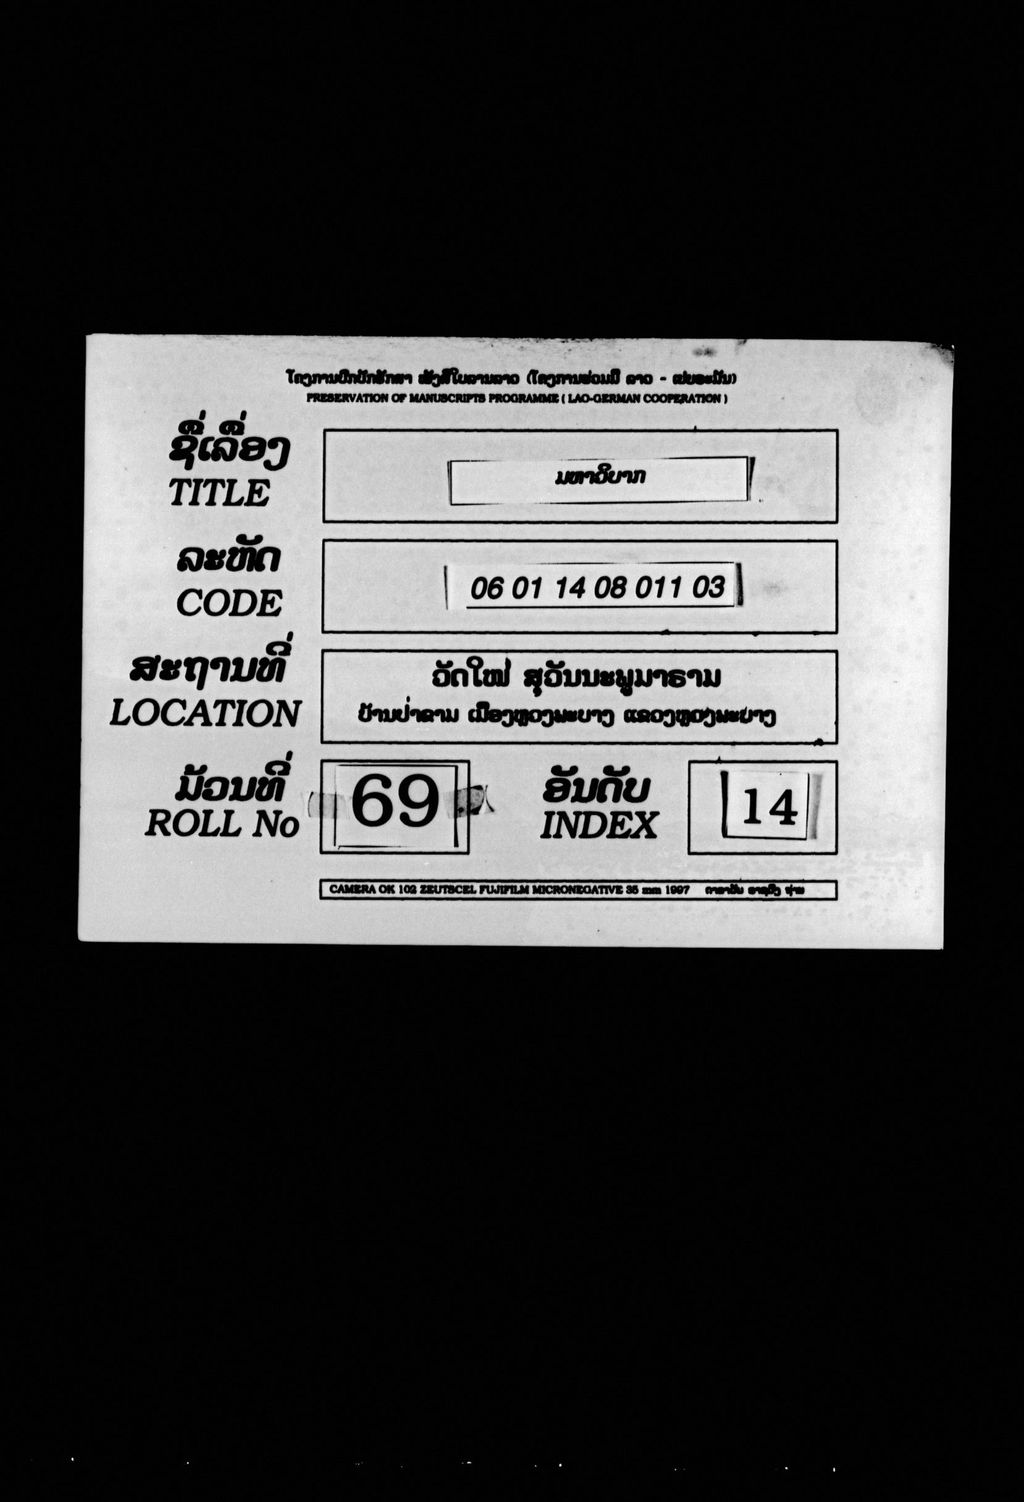 ໂຄງການປົກປັກຮັກສາ ໜັງສືໃບລານລາວ (ໂຄງການຮ່ວມມື ລາວ - ເຢຍຣະມັນ)
PRESERVATION OF MANUSCRIPTS PROGRAMME ( LAO-GERMAN COOPERATION )
ຊື່ເລື່ອງ
TITLE
ມຫາວິບາກ
ລະຫັດ
CODE
06 01 14 08 011 03
ສະຖານທີ່
LOCATION
ວັດໃໝ່ ສຸວັນນະພູມາຣາມ
ບ້ານປ່າຂາມ ເມືອງຫຼວງພະບາງ ແຂວງຫຼວງພະບາງ
ມ້ວນທີ່
ROLL No
69
ອັນດັບ
INDEX
14
CAMERA OK 102 ZEUTSCEL FUJIFILM MICRONEGATIVE 35 mm 1997